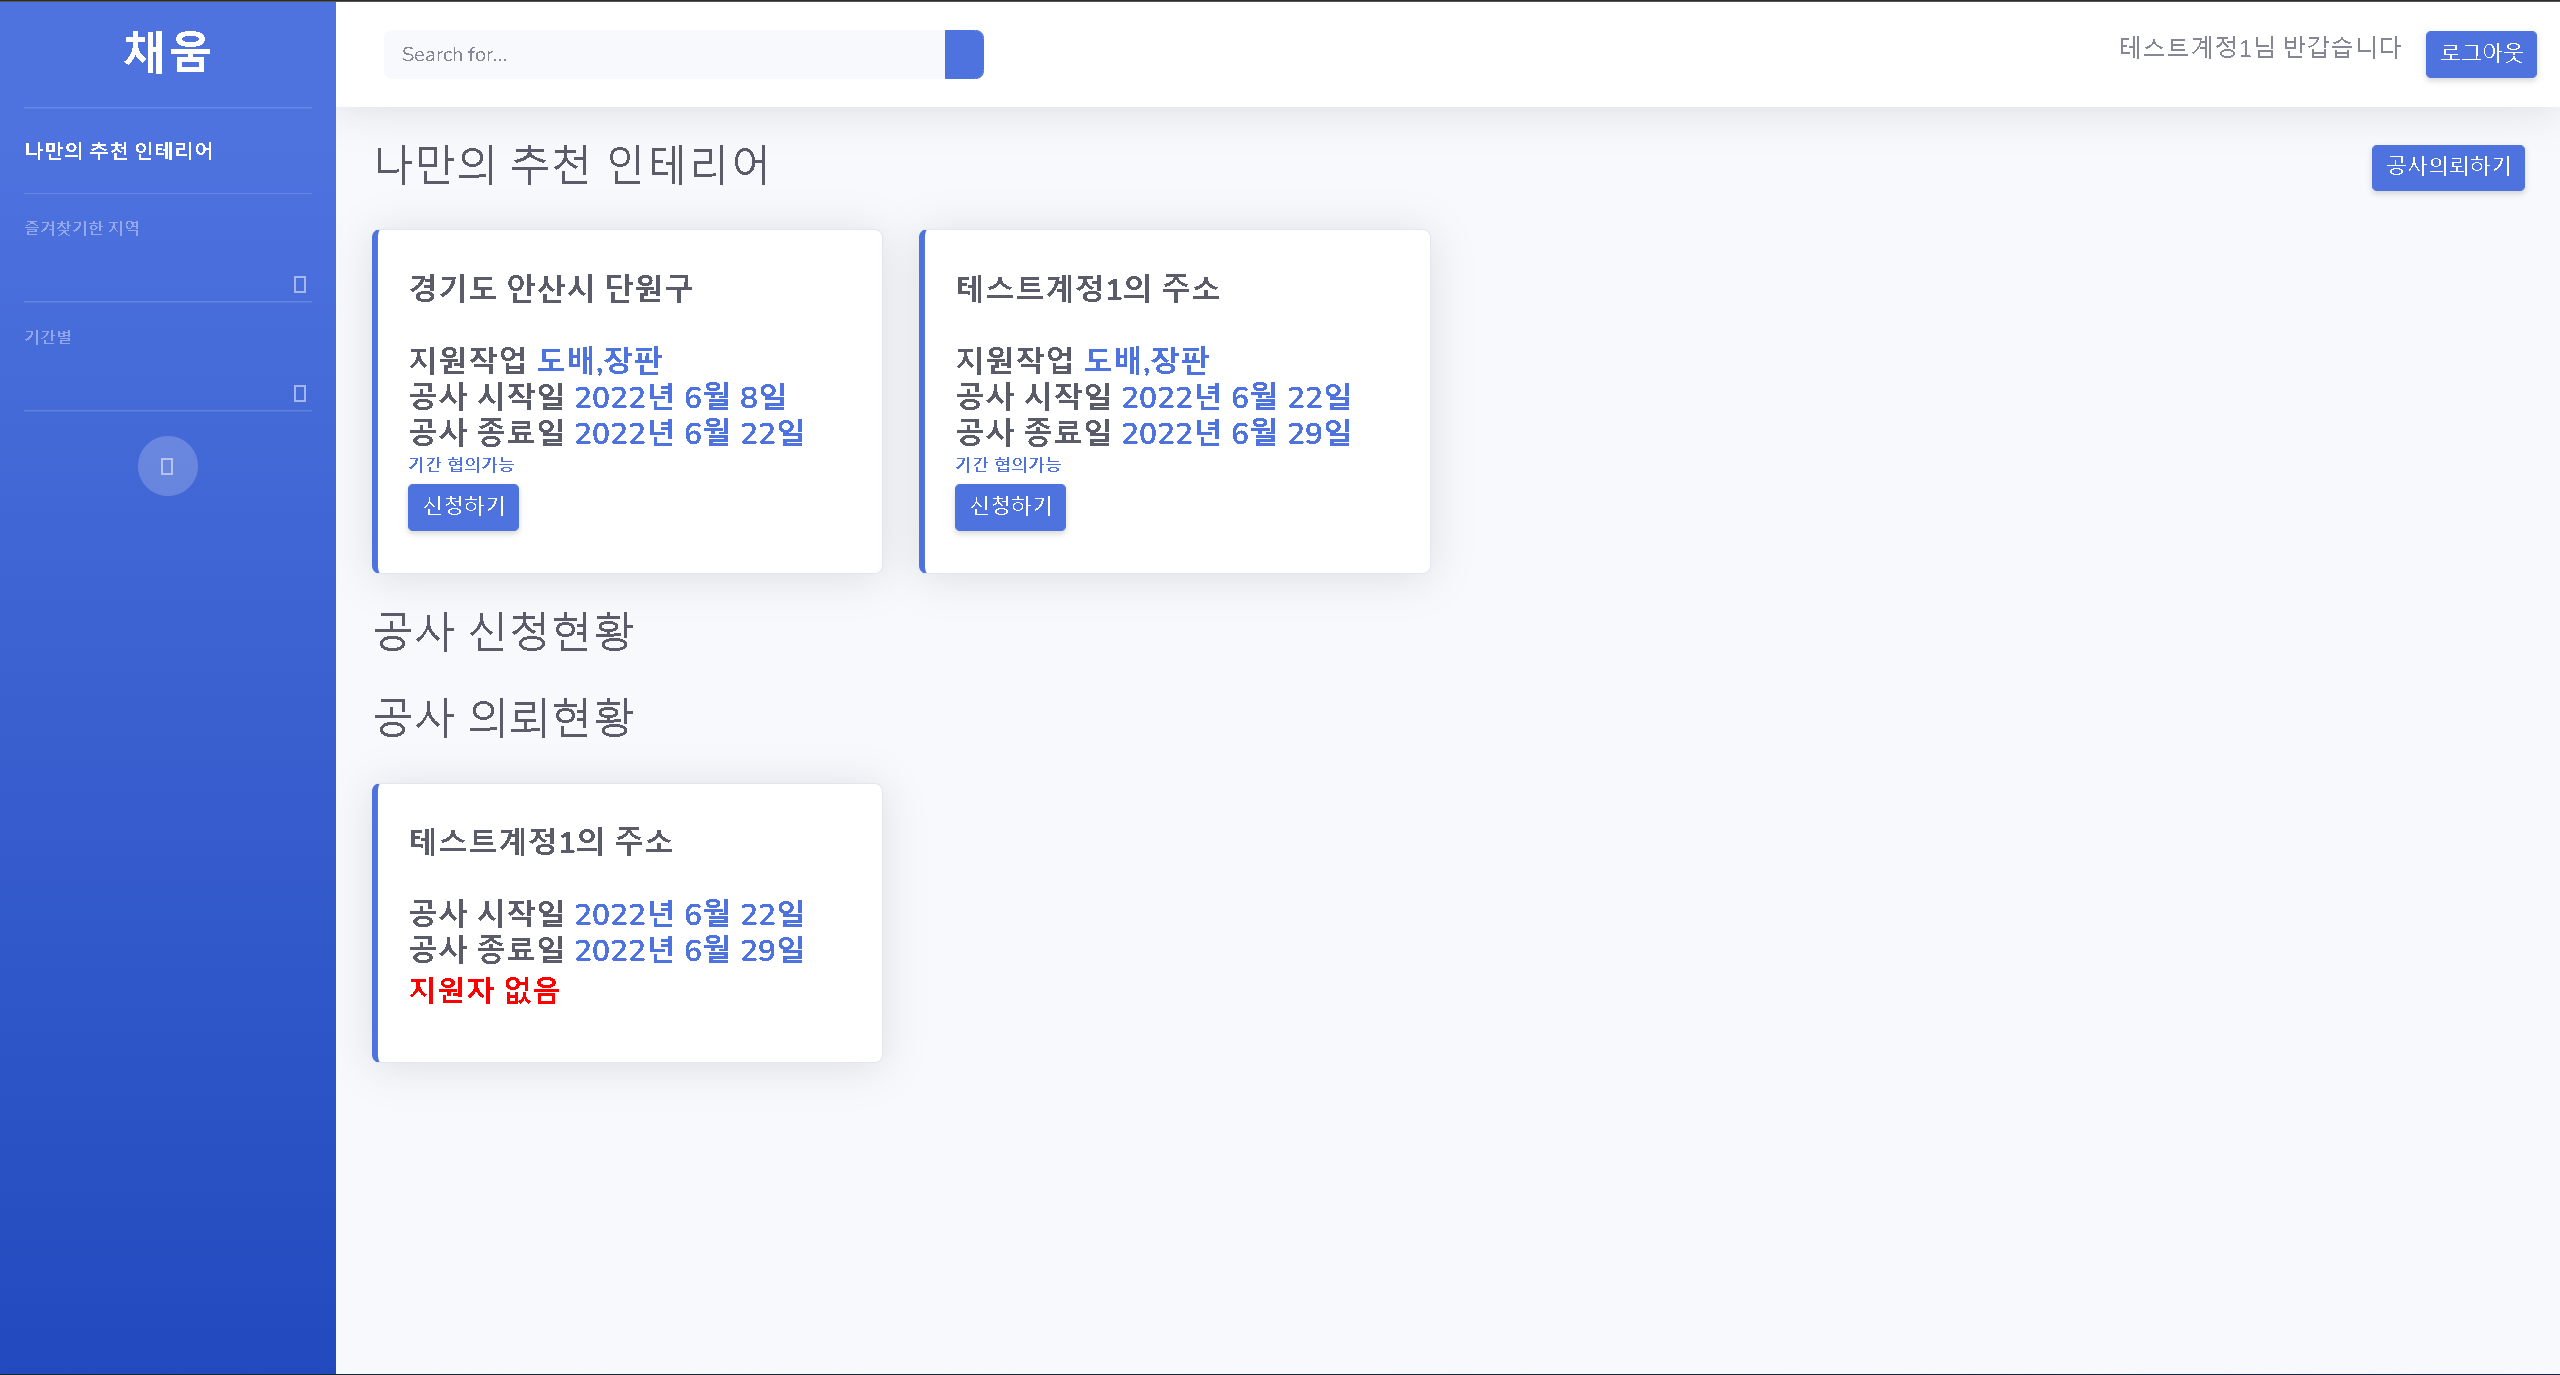 채움
나만의 추천 인테리어
즐겨찾기한 지역
기간별
Search for...
테스트계정1님 반갑습니다
로그아웃
나만의 추천 인테리어
공사의뢰하기
경기도 안산시 단원구
지원작업 도배,장판
공사 시작일 2022년 6월 8일
공사 종료일 2022년 6월 22일
기간 협의가능
신청하기
테스트계정1의 주소
지원작업 도배,장판
공사 시작일 2022년 6월 22일
공사 종료일 2022년 6월 29일
기간 협의가능
신청하기
공사 신청현황
공사 의뢰현황
테스트계정1의 주소
공사 시작일 2022년 6월 22일
공사 종료일 2022년 6월 29일
지원자 없음